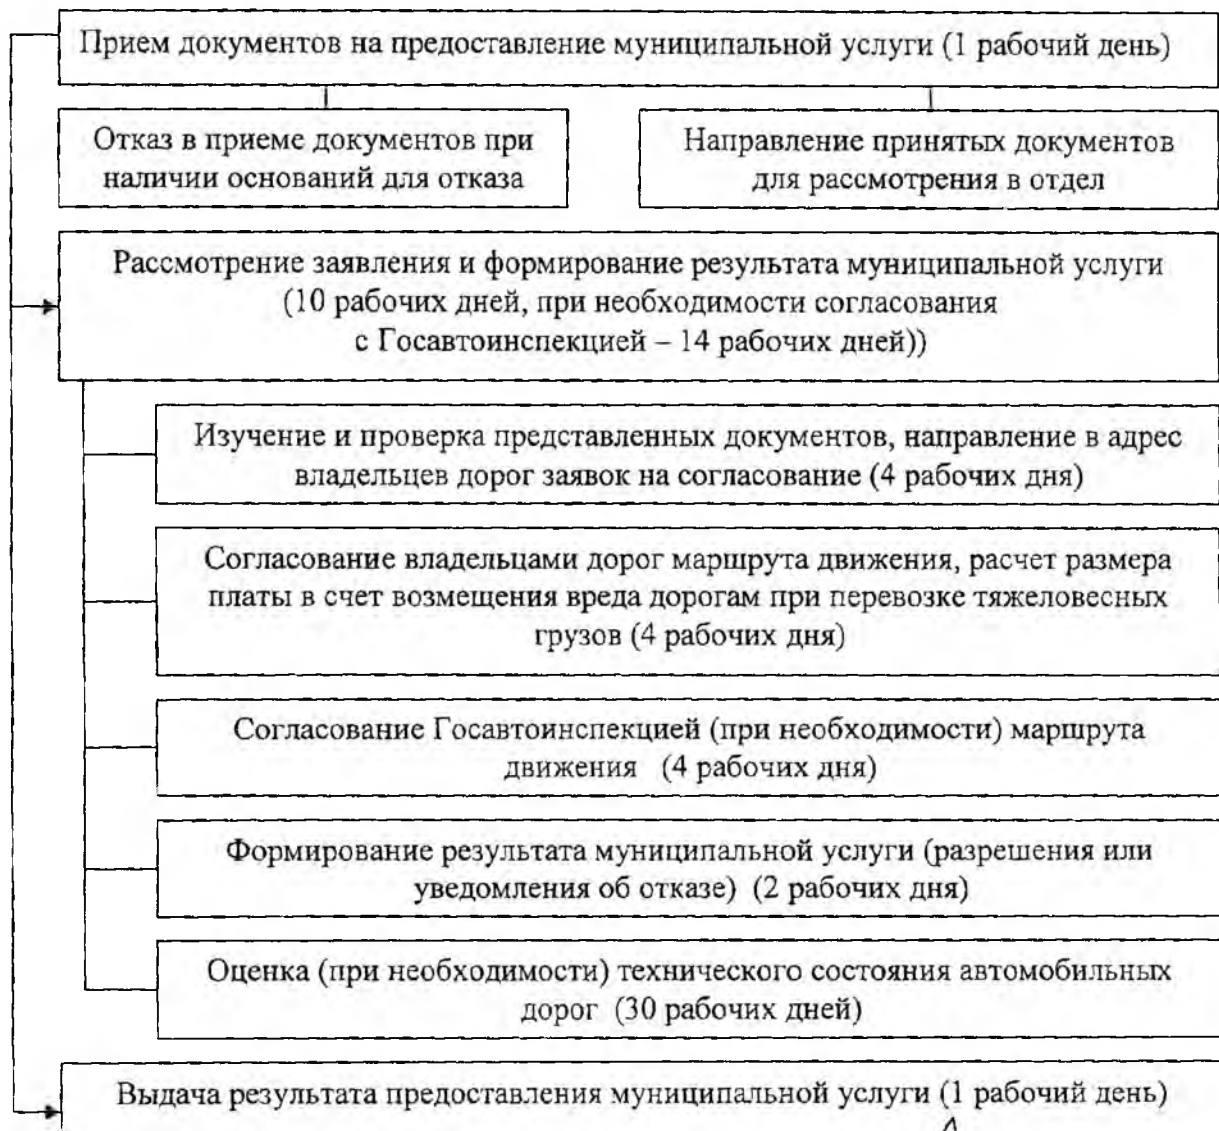 Прием документов на предоставление муниципальной услуги (1 рабочий день)
Отказ в приеме документов при
наличии оснований для отказа
Направление принятых документов
для рассмотрения в отдел
Рассмотрение заявления и формирование результата муниципальной услуги
(10 рабочих дней, при необходимости согласования
с Госавтоинспекцией – 14 рабочих дней))
Изучение и проверка представленных документов, направление в адрес
владельцев дорог заявок на согласование (4 рабочих дня)
Согласование владельцами дорог маршрута движения, расчет размера
платы в счет возмещения вреда дорогам при перевозке тяжеловесных
грузов (4 рабочих дня)
Согласование Госавтоинспекцией (при необходимости) маршрута
движения (4 рабочих дня)
Формирование результата муниципальной услуги (разрешения или
уведомления об отказе) (2 рабочих дня)
Оценка (при необходимости) технического состояния автомобильных
дорог (30 рабочих дней)
Выдача результата предоставления муниципальной услуги (1 рабочий день)